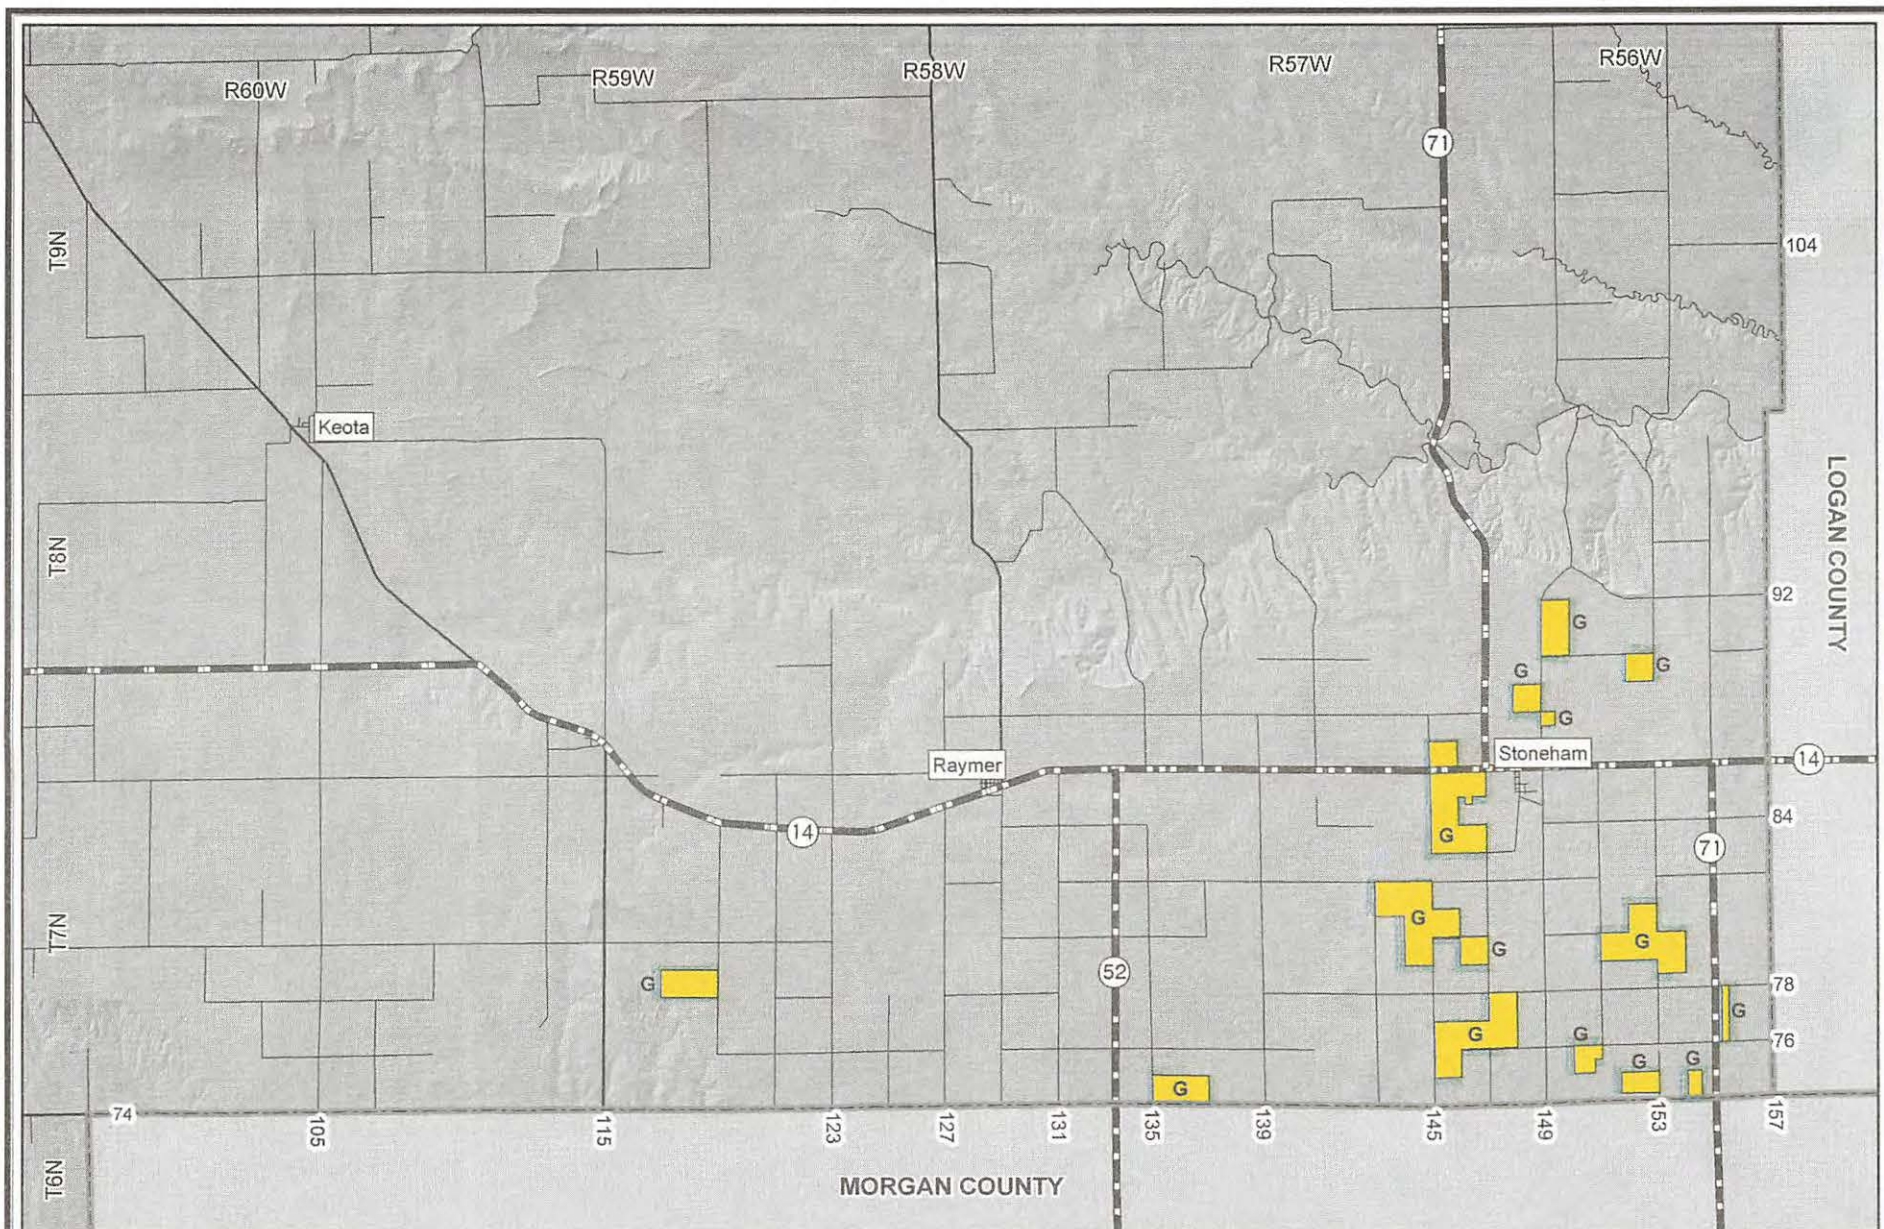 R60W
R59W
R58W
R57W
R56W
71
T9N
104
Keota
LOGAN COUNTY
T8N
92
G
G
G
G
Raymer
Stoneham
14
14
84
G
71
T7N
G
G
G
52
G
78
G
G
76
G
G
G
G
74
105
115
123
127
131
135
139
145
149
153
157
T6N
MORGAN COUNTY